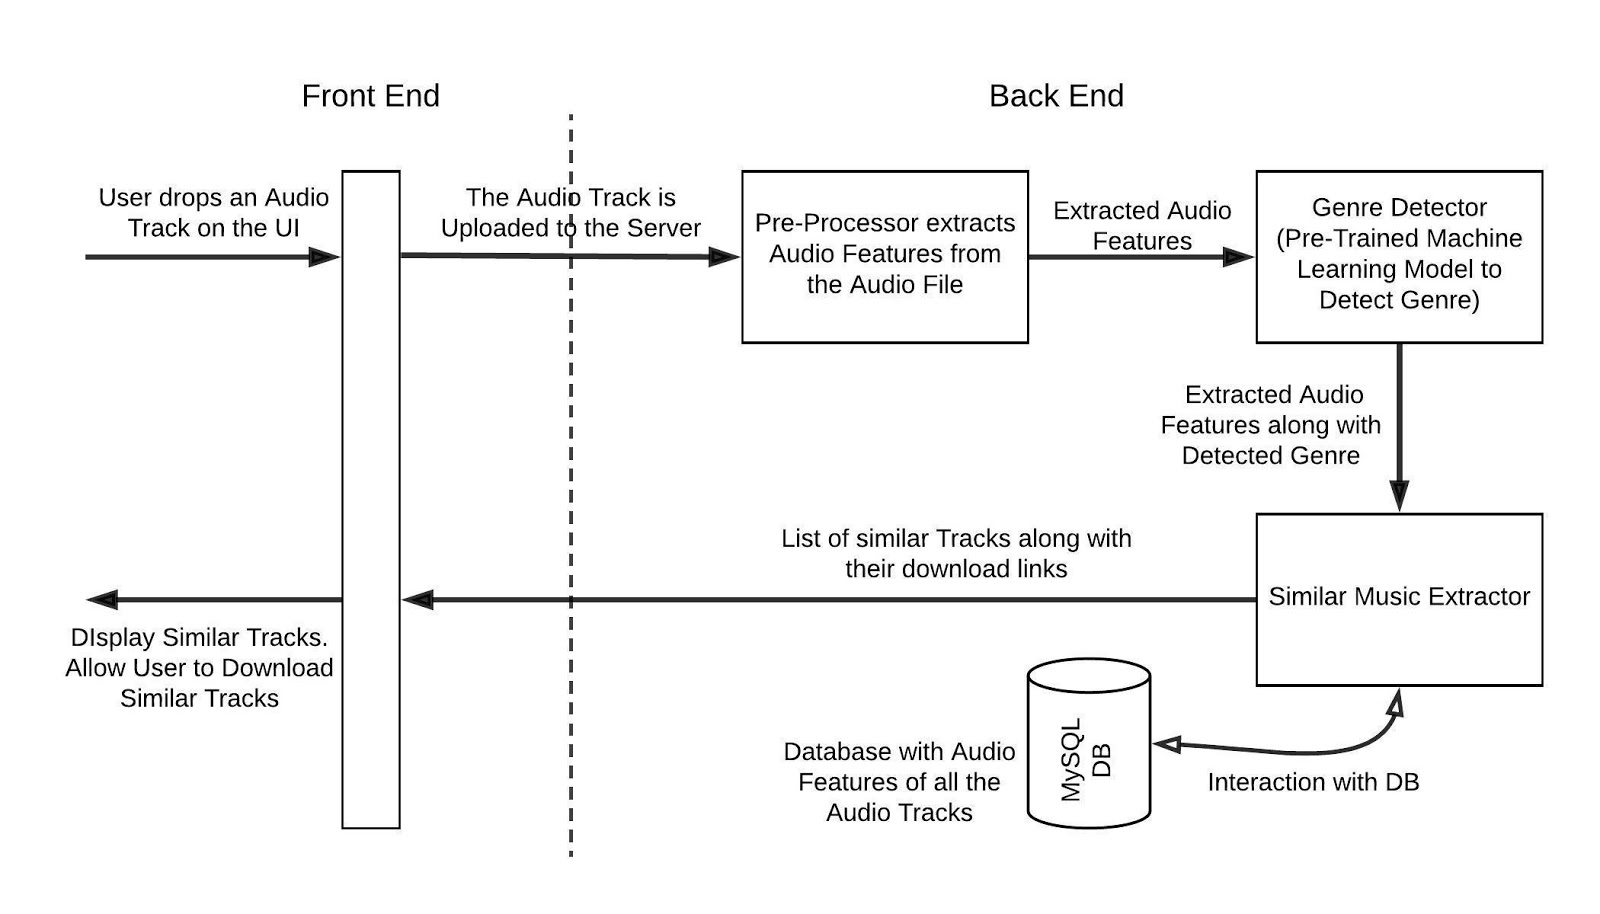 Front End
Back End
User drops an Audio
Track on the UI
The Audio Track is
Uploaded to the Server
Pre-Processor extracts
Audio Features from
the Audio File
Extracted Audio
Features
Genre Detector
(Pre-Trained Machine
Learning Model to
Detect Genre)
Extracted Audio
Features along with
Detected Genre
List of similar Tracks along with
their download links
Similar Music Extractor
DIsplay Similar Tracks.
Allow User to Download
Similar Tracks
Database with Audio
Features of all the
Audio Tracks
MySQL
DB
Interaction with DB